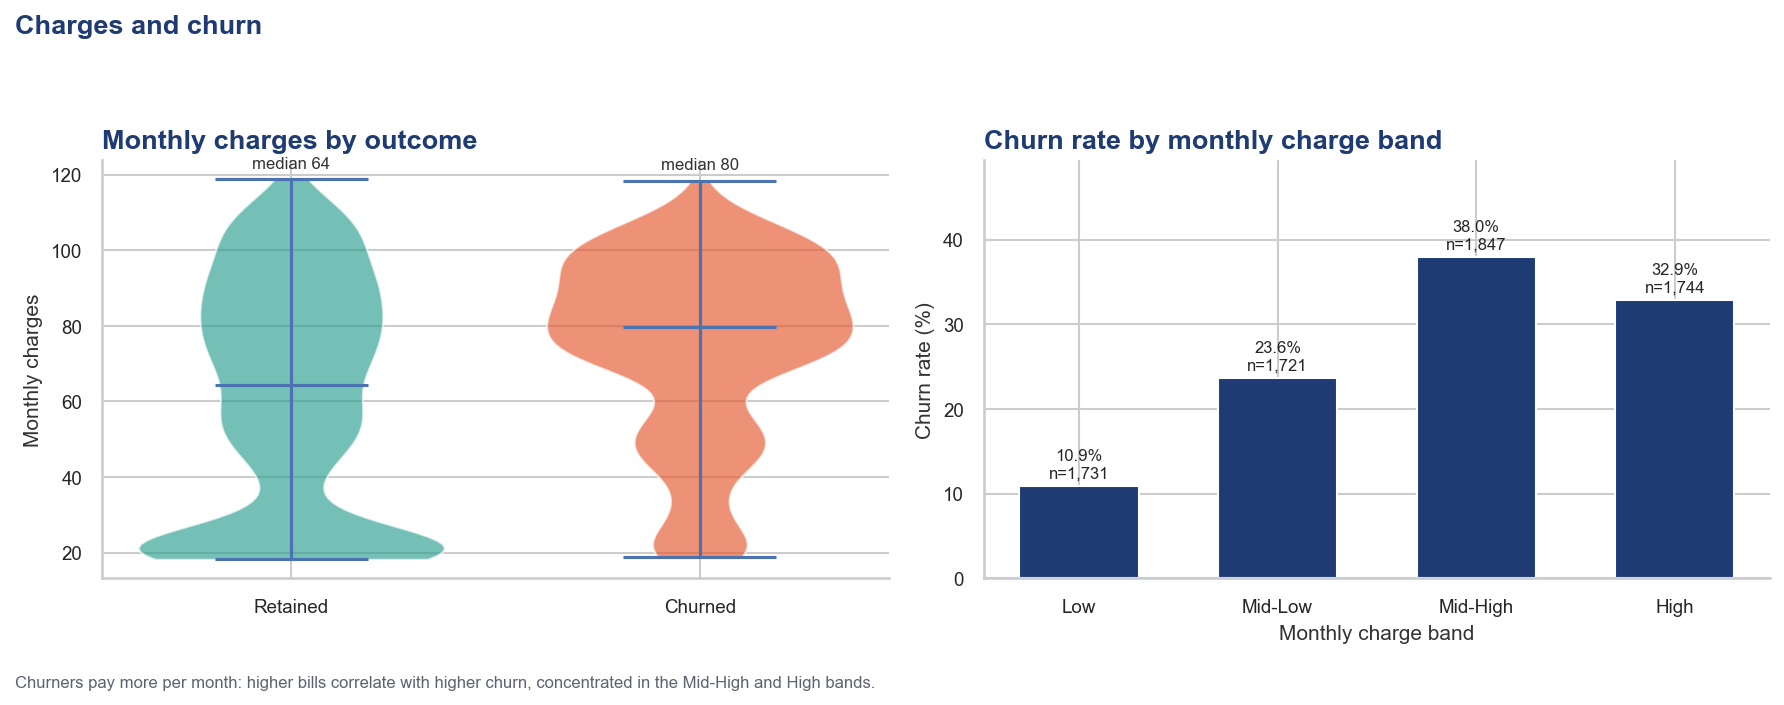 Charges and churn
Monthly charges by outcome
median 64
median 80
Monthly charges
120
100
80
60
40
20
Retained
Churned
Churn rate by monthly charge band
Churn rate (%)
40
30
20
10
0
10.9%
n=1,731
23.6%
n=1,721
38.0%
n=1,847
32.9%
n=1,744
Low
Mid-Low
Mid-High
High
Monthly charge band
Churners pay more per month: higher bills correlate with higher churn, concentrated in the Mid-High and High bands.